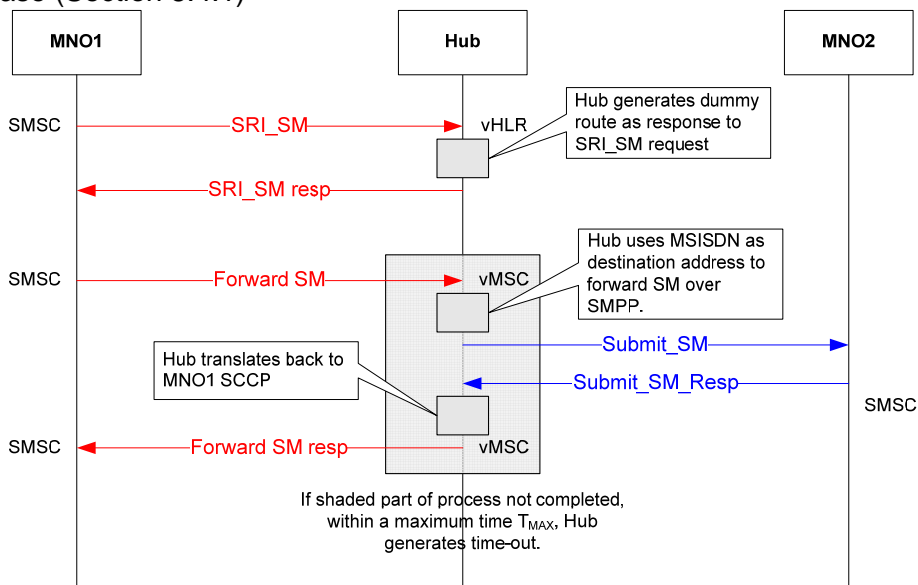 MNO1
Hub
MNO2
SMSC
SRI_SM
vHLR
Hub generates dummy
route as response to
SRI_SM request
SRI_SM resp
SMSC
Forward SM
vMSC
Hub uses MSISDN as
destination address to
forward SM over
SMPP.
Submit_SM
Hub translates back to
MNO1 SCCP
Submit_SM_Resp
SMSC
SMSC
Forward SM resp
vMSC
If shaded part of process not completed,
within a maximum time TMAX, Hub
generates time-out.